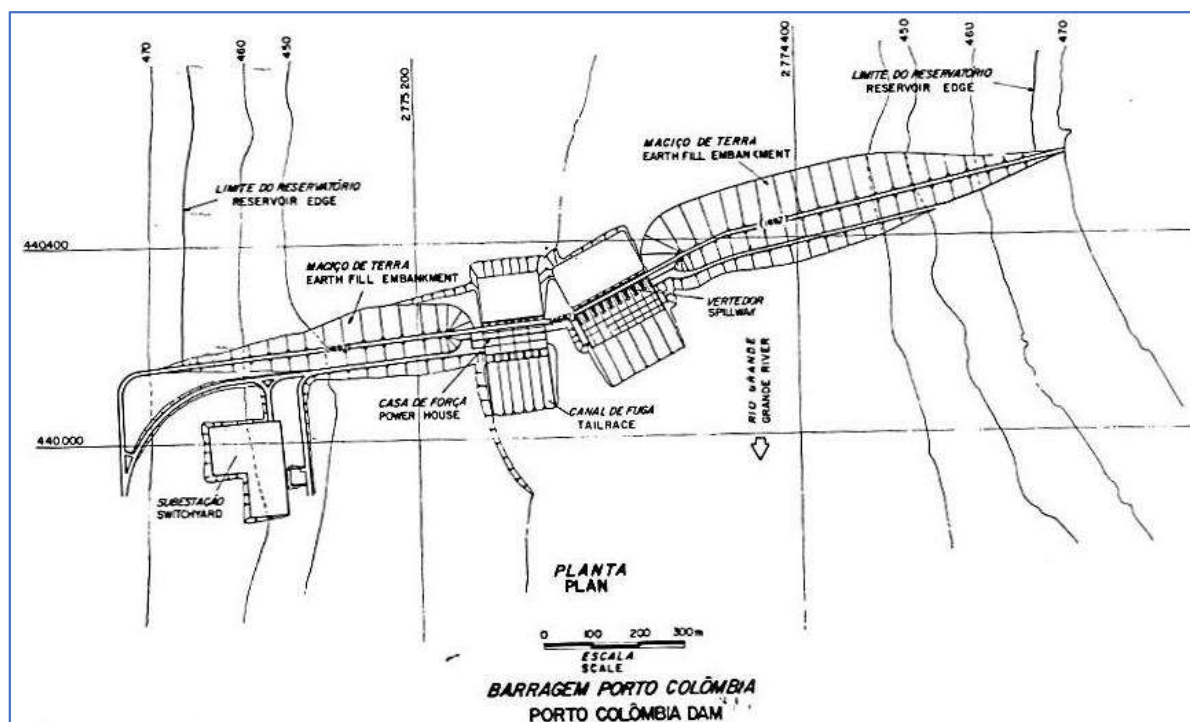 470
460
450
2 775 200
2 774 400
450
460
470
LIMITE DO RESERVATÓRIO
RESERVOIR EDGE
MACIÇO DE TERRA
EARTH FILL EMBANKMENT
LIMITE DO RESERVATÓRIO
RESERVOIR EDGE
440400
MACIÇO DE TERRA
EARTH FILL EMBANKMENT
VERTEDOR
SPILLWAY
CASA DE FORÇA
POWER HOUSE
CANAL DE FUGA
TAILRACE
RIO GRANDE
GRANDE RIVER
440 000
SUBESTAÇÃO
SWITCHYARD
PLANTA
PLAN
0 100 200 300m
ESCALA
SCALE
BARRAGEM PORTO COLÔMBIA
PORTO COLÔMBIA DAM